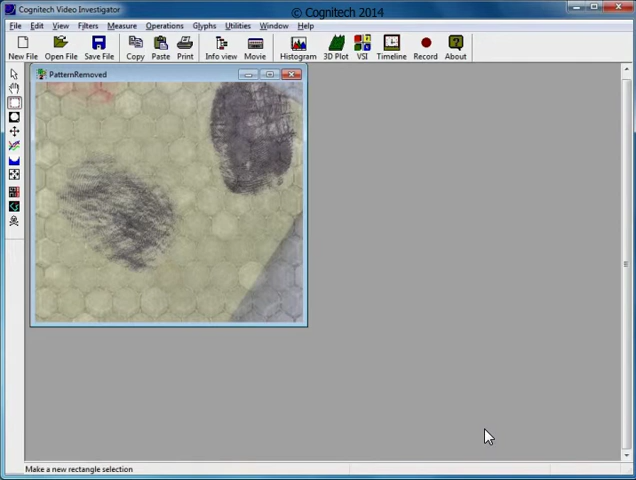 Cognitech Video Investigator
© Cognitech 2014
File Edit View Filters Measure Operations Glyphs Utilities Window Help
New File Open File Save File Copy Paste Print Info view Movie Histogram 3D Plot VSI Timeline Record About
PatternRemoved
Make a new rectangle selection